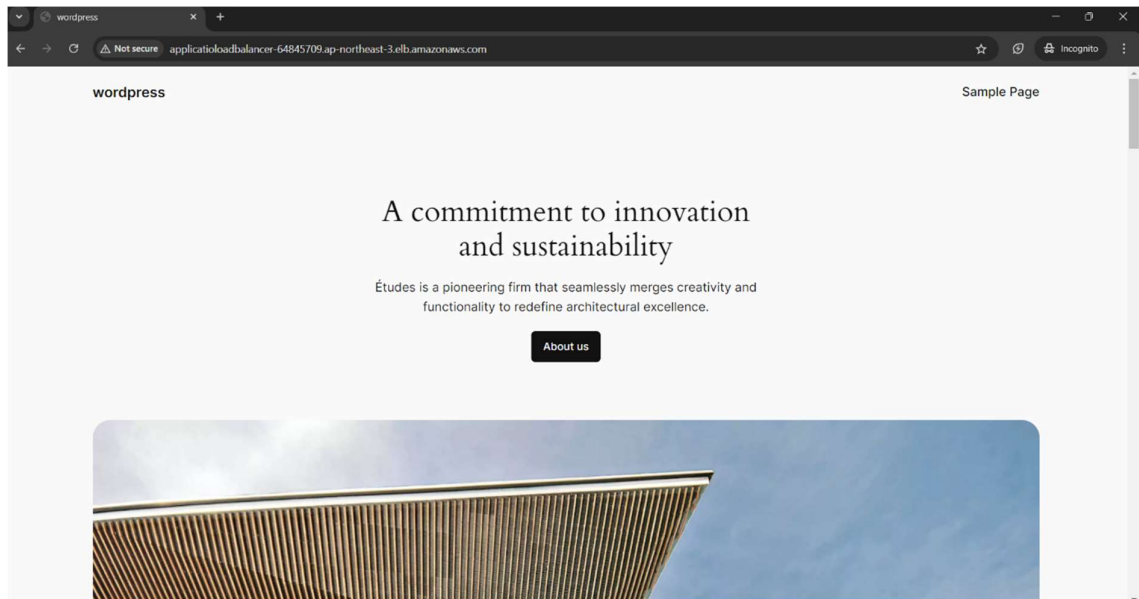 wordpress
Not secure applicatioloadbalancer-64845709.ap-northeast-3.elb.amazonaws.com Incognito
wordpress Sample Page
A commitment to innovation
and sustainability
Études is a pioneering firm that seamlessly merges creativity and
functionality to redefine architectural excellence.
About us